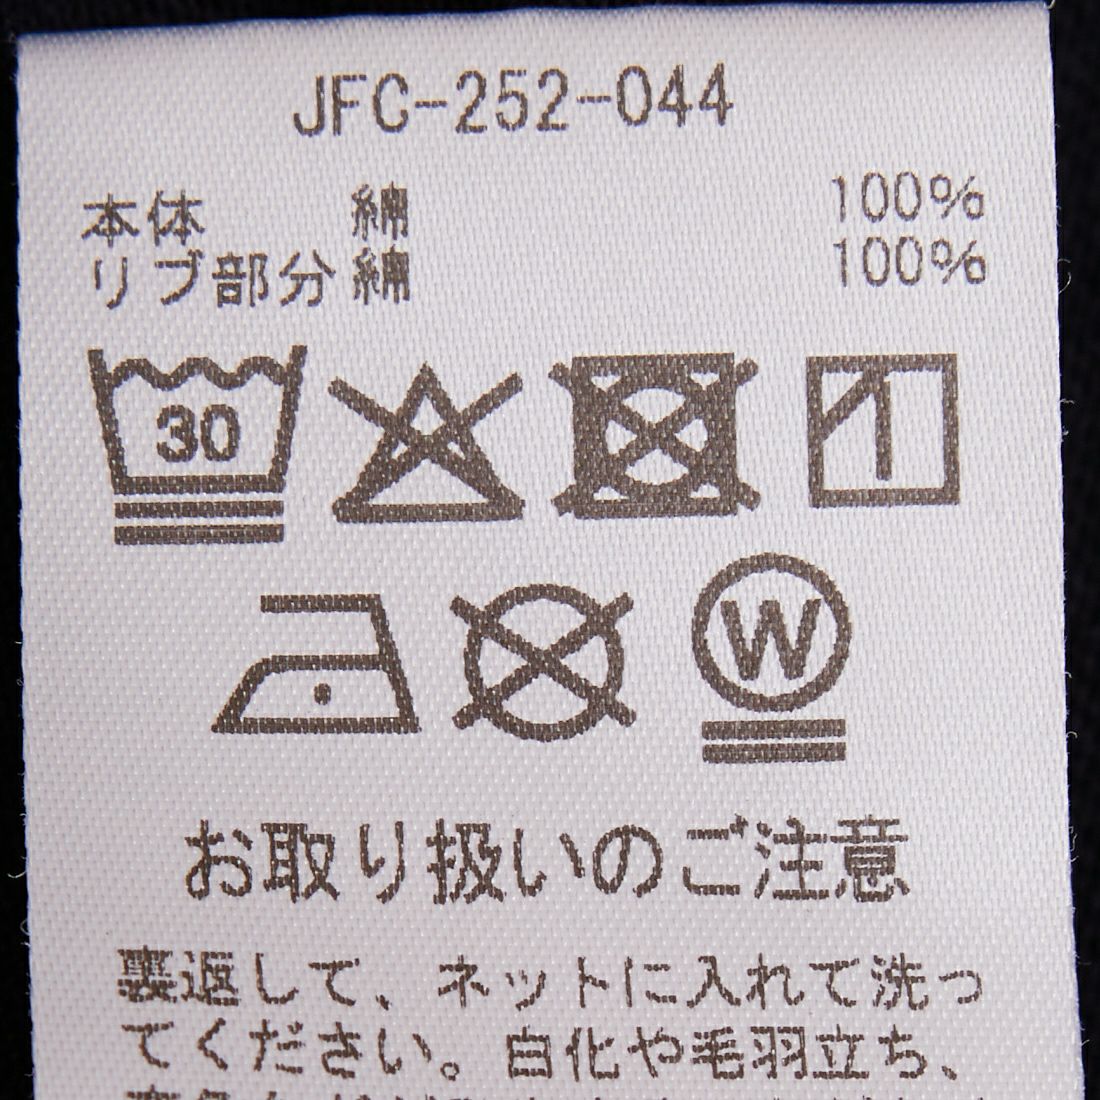 JFC-252-044
本体 綿 100%
リブ部分 綿 100%
30
W
お取り扱いのご注意
裏返して、ネットに入れて洗っ
てください。白化や毛羽立ち、